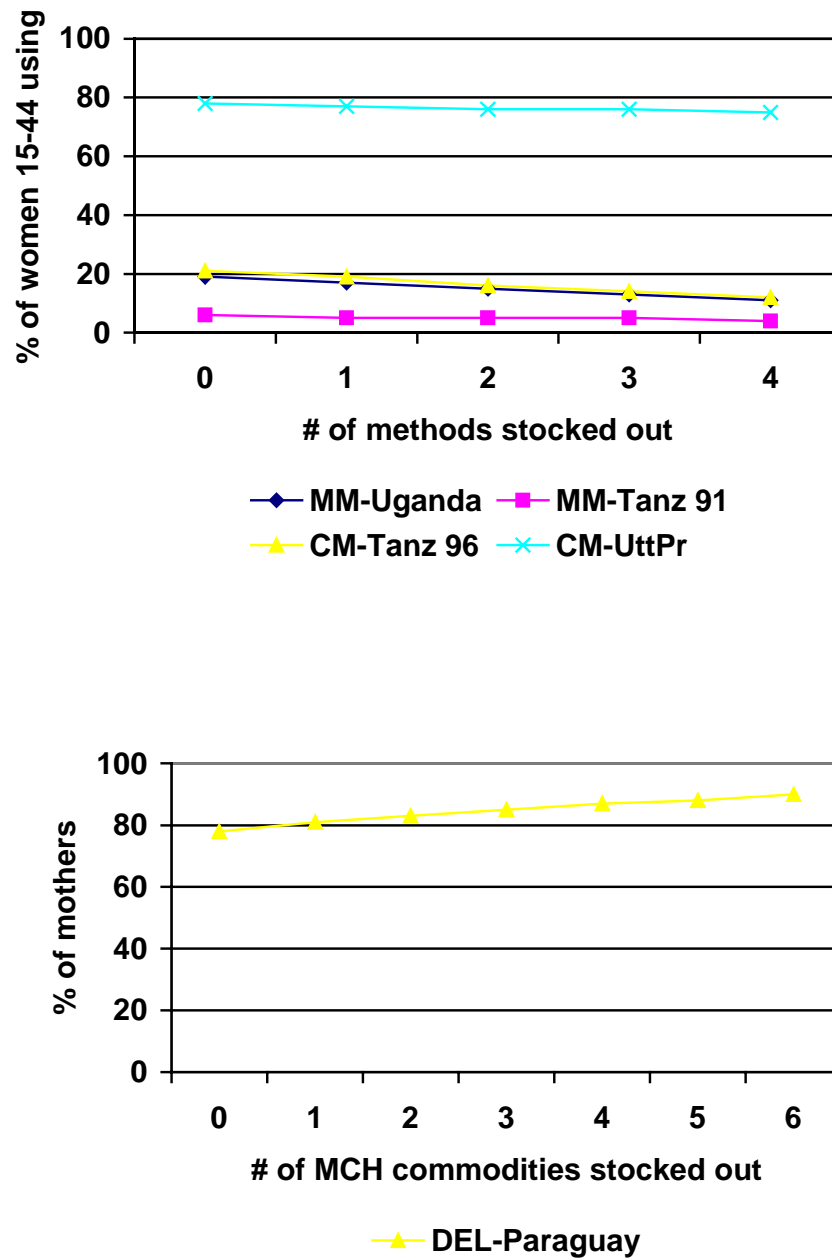 % of women 15-44 using
100
80
60
40
20
0
0 1 2 3 4
# of methods stocked out
MM-Uganda MM-Tanz 91
CM-Tanz 96 CM-UttPr
% of mothers
100
80
60
40
20
0
0 1 2 3 4 5 6
# of MCH commodities stocked out
DEL-Paraguay